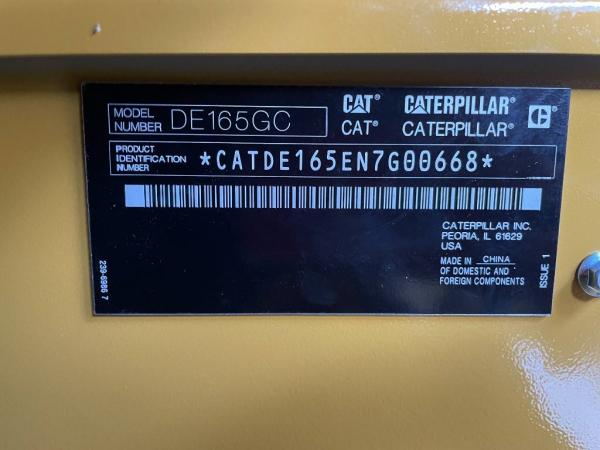 MODEL NUMBER DE165GC
CAT® CATERPILLAR® C
CAT® CATERPILLAR®
PRODUCT IDENTIFICATION NUMBER *CATDE165EN7G00668*
CATERPILLAR INC.
PEORIA, IL 61629
USA
MADE IN CHINA
OF DOMESTIC AND
FOREIGN COMPONENTS
ISSUE 1
239-6986 7